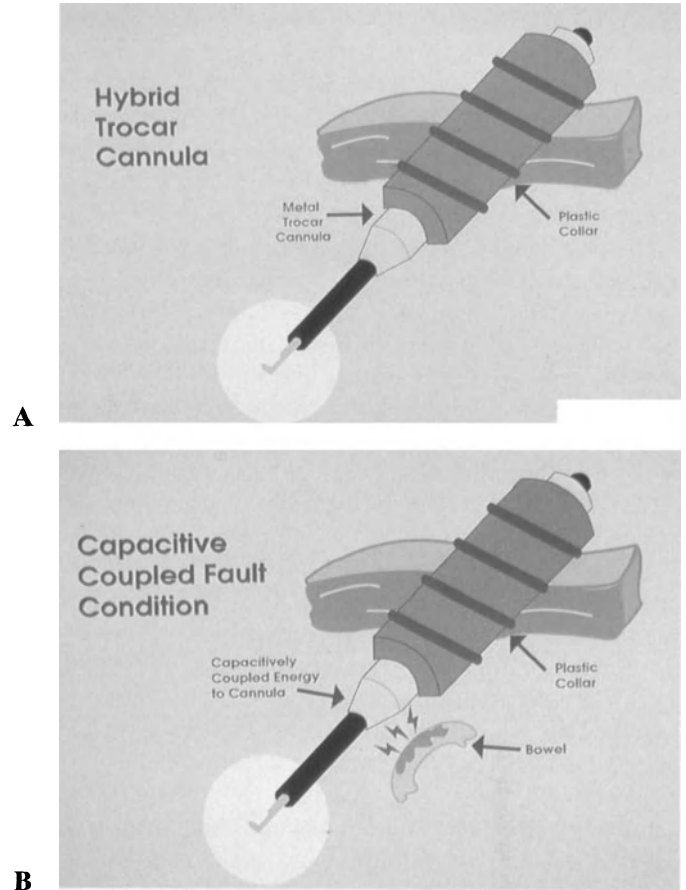 Hybrid
Trocar
Cannula
Metal
Trocar
Cannula
Plastic
Collar
A
Capacitive
Coupled Fault
Condition
Capacitively
Coupled Energy
to Cannula
Plastic
Collar
Bowel
B